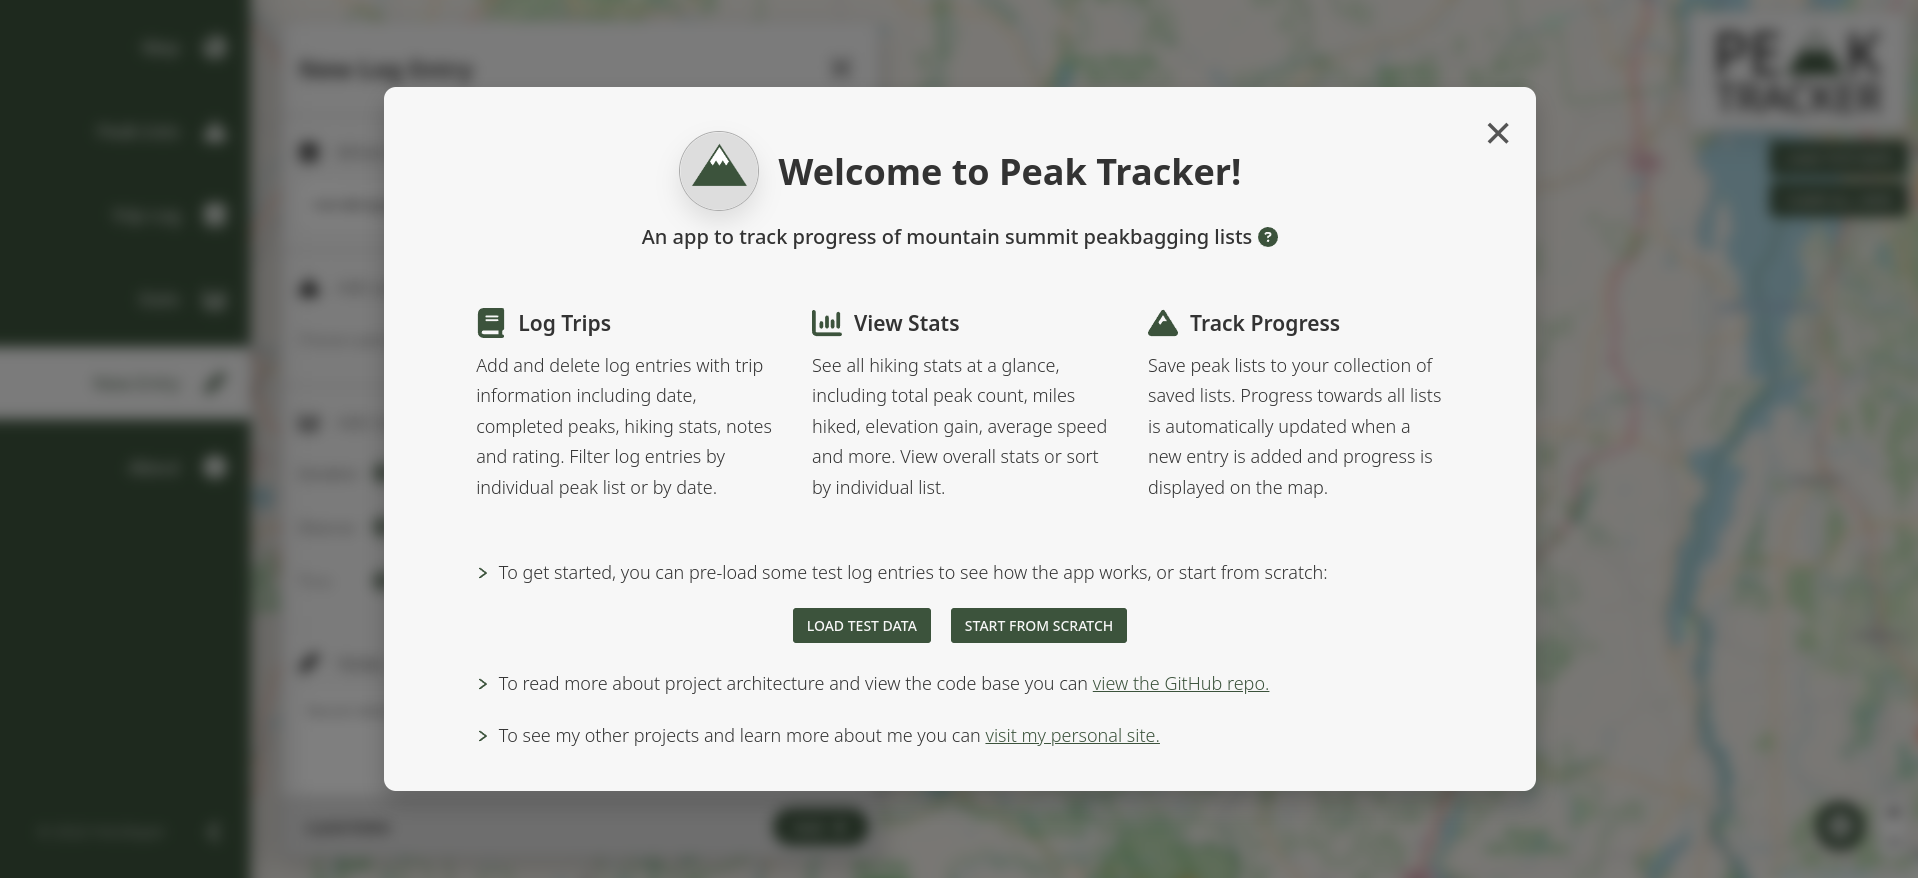 PEAK
TRACKER
New Log Entry
Welcome to Peak Tracker!
An app to track progress of mountain summit peakbagging lists ?
Log Trips
Add and delete log entries with trip
information including date,
completed peaks, hiking stats, notes
and rating. Filter log entries by
individual peak list or by date.
View Stats
See all hiking stats at a glance,
including total peak count, miles
hiked, elevation gain, average speed
and more. View overall stats or sort
by individual list.
Track Progress
Save peak lists to your collection of
saved lists. Progress towards all lists
is automatically updated when a
new entry is added and progress is
displayed on the map.
To get started, you can pre-load some test log entries to see how the app works, or start from scratch:
LOAD TEST DATA
START FROM SCRATCH
To read more about project architecture and view the code base you can view the GitHub repo.
To see my other projects and learn more about me you can visit my personal site.